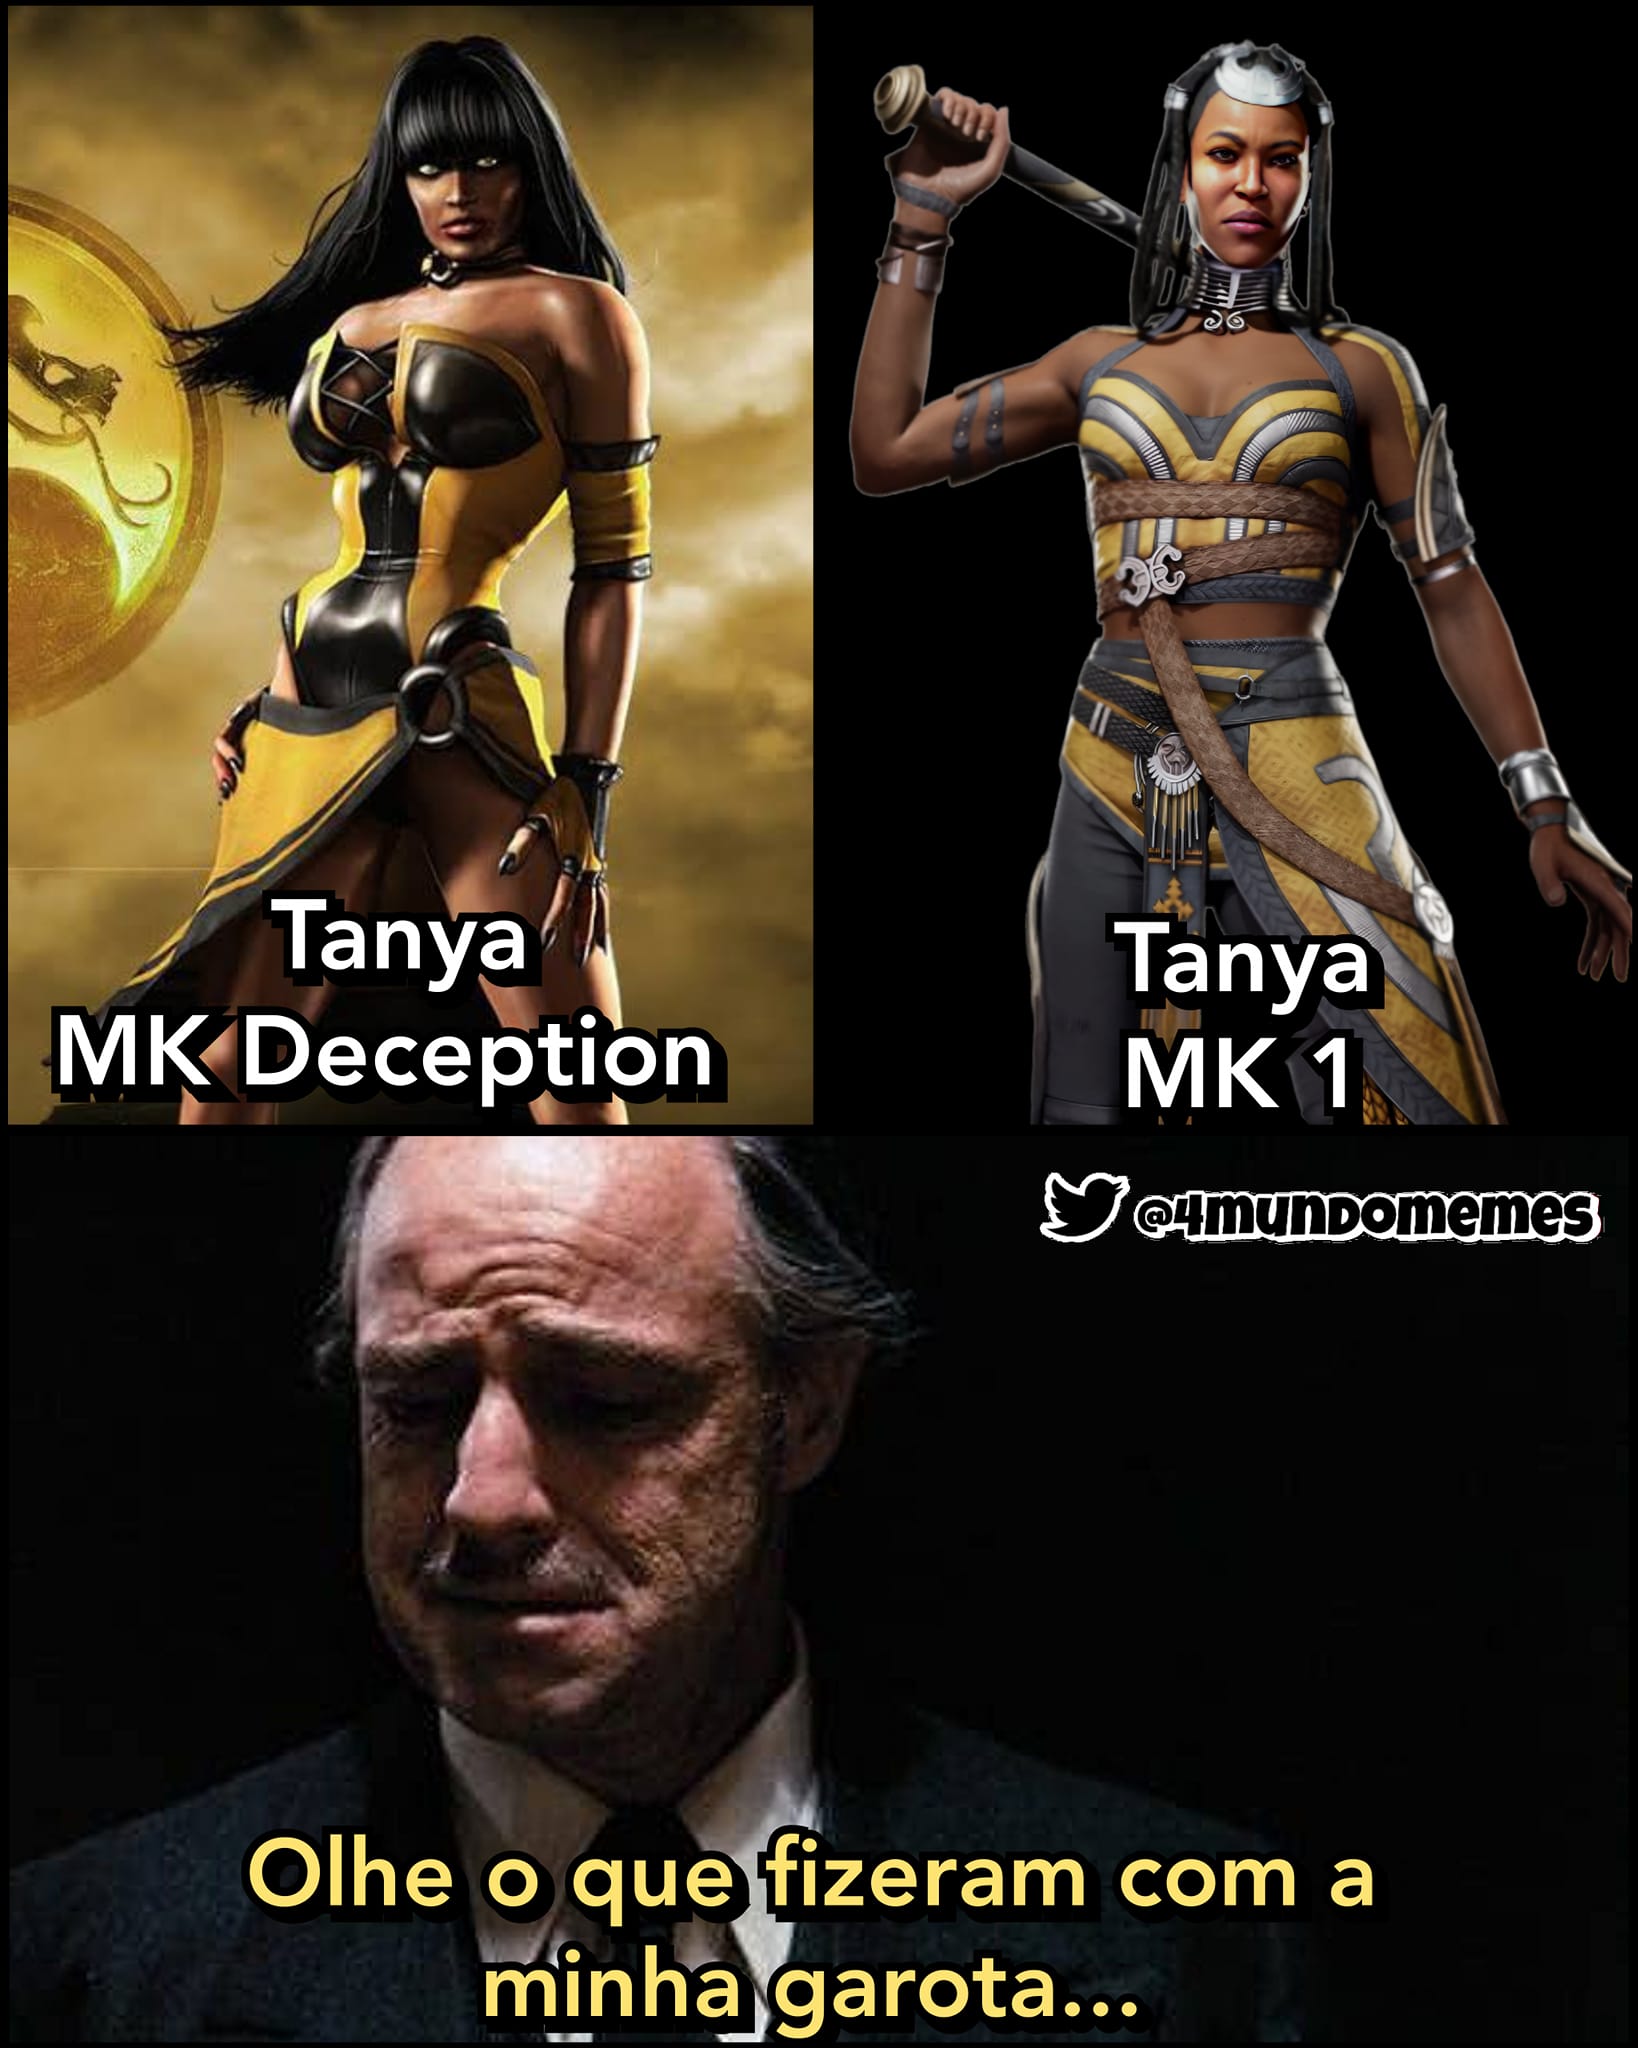 Tanya
MK Deception
Tanya
MK 1
@4mundomemes
Olhe o que fizeram com a
minha garota...